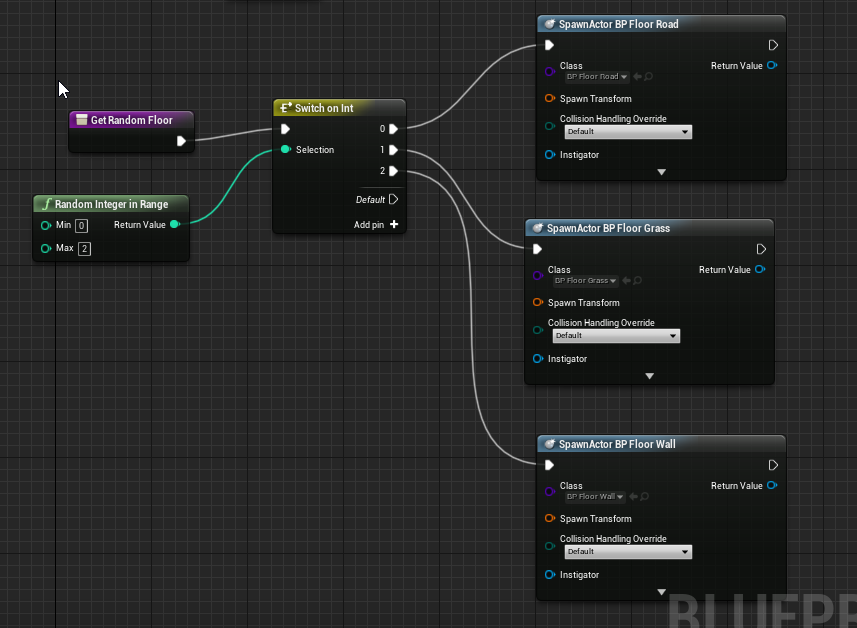 Get Random Floor
Random Integer in Range
Min 0 Return Value
Max 2
Switch on Int
0
Selection 1
2
Default
Add pin
SpawnActor BP Floor Road
Class Return Value
BP Floor Road
Spawn Transform
Collision Handling Override
Default
Instigator
SpawnActor BP Floor Grass
Class Return Value
BP Floor Grass
Spawn Transform
Collision Handling Override
Default
Instigator
SpawnActor BP Floor Wall
Class Return Value
BP Floor Wall
Spawn Transform
Collision Handling Override
Default
Instigator
BLUEPR